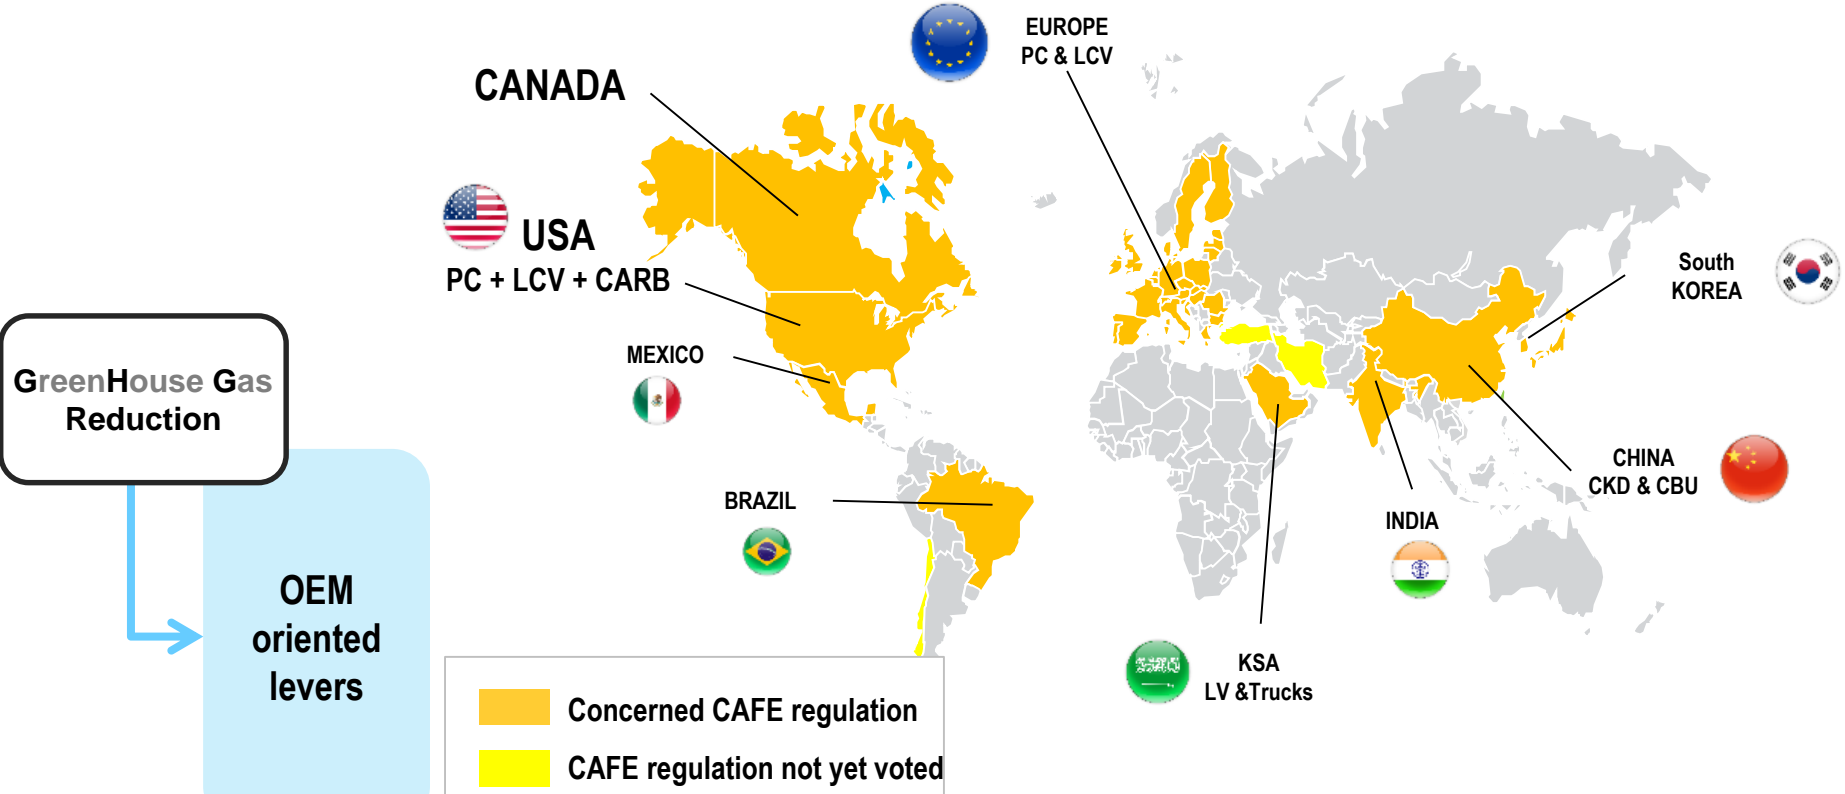 EUROPE
PC & LCV
CANADA
USA
PC + LCV + CARB
South
KOREA
MEXICO
GreenHouse Gas
Reduction
BRAZIL
CHINA
CKD & CBU
INDIA
OEM
oriented
levers
KSA
LV &Trucks
Concerned CAFE regulation
CAFE regulation not yet voted